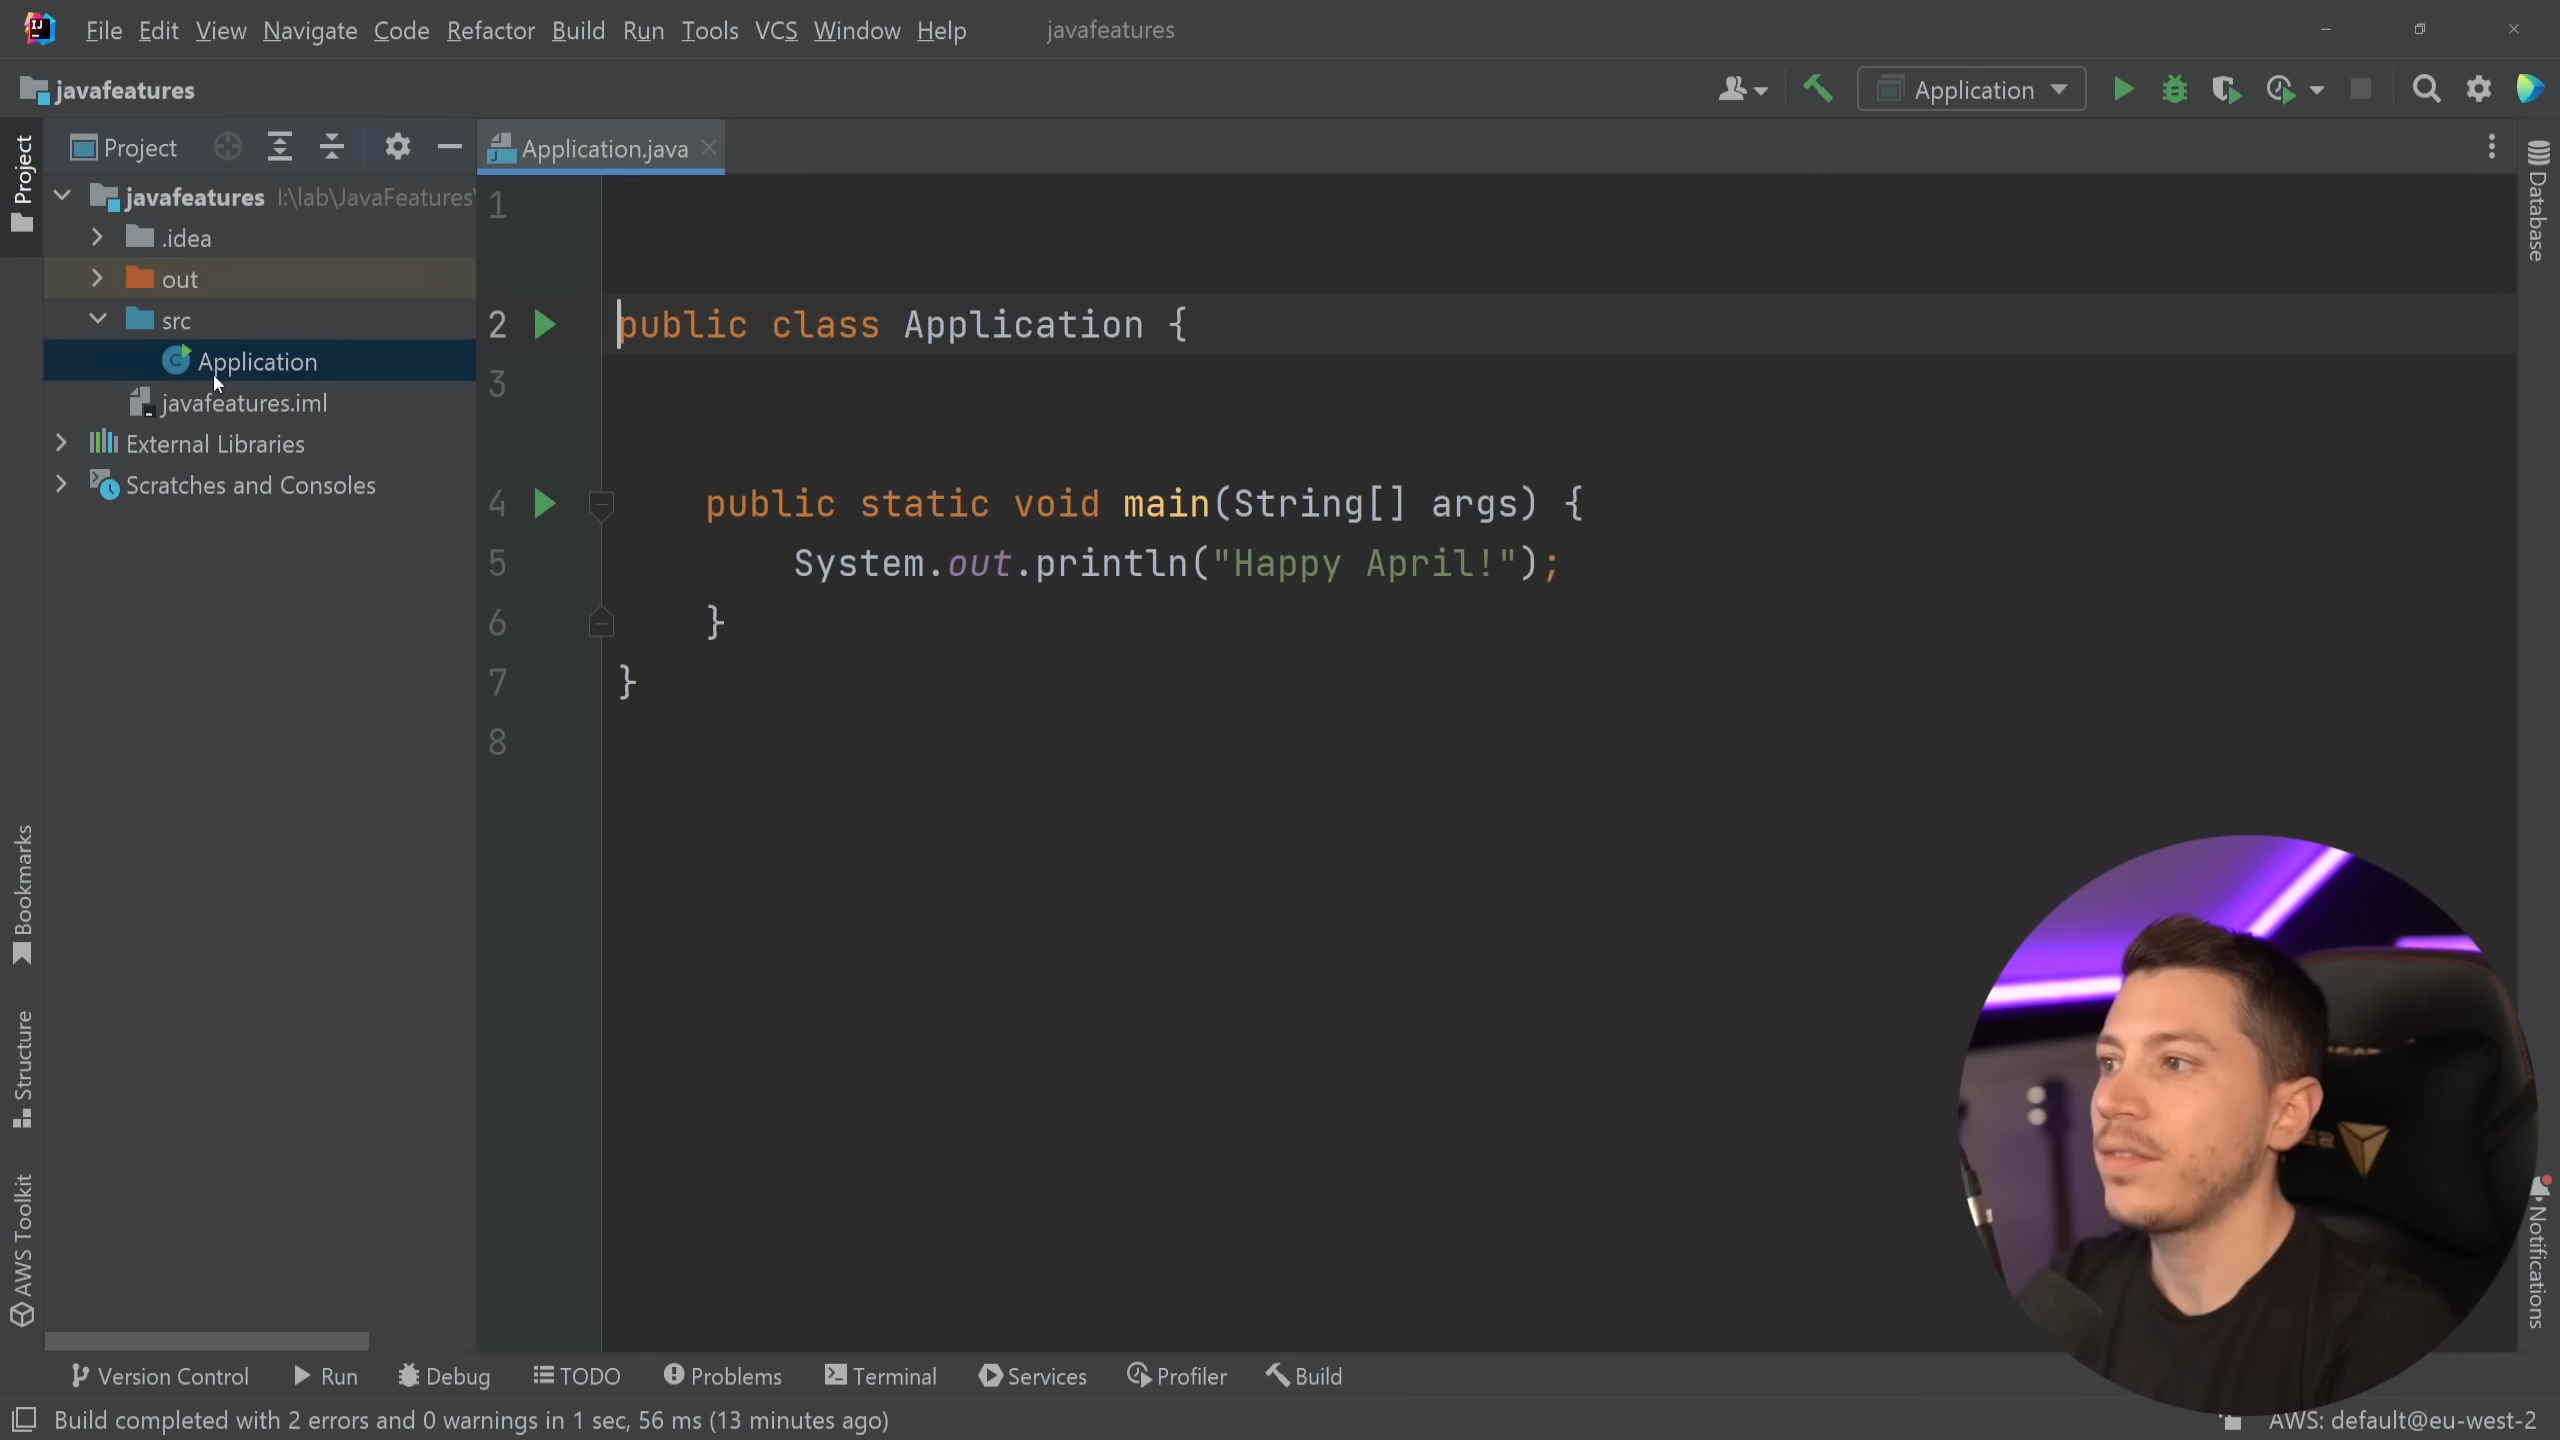 File Edit View Navigate Code Refactor Build Run Tools VCS Window Help javafeatures
javafeatures
Application
Project
Application.java
Project
javafeatures I:\lab\JavaFeatures\
.idea
out
src
Application
javafeatures.iml
External Libraries
Scratches and Consoles
1
2 public class Application {
3
4 public static void main(String[] args) {
5 System.out.println("Happy April!");
6 }
7 }
8
Database
Bookmarks
Structure
AWS Toolkit
Notifications
Version Control Run Debug TODO Problems Terminal Services Profiler Build
Build completed with 2 errors and 0 warnings in 1 sec, 56 ms (13 minutes ago) AWS: default@eu-west-2